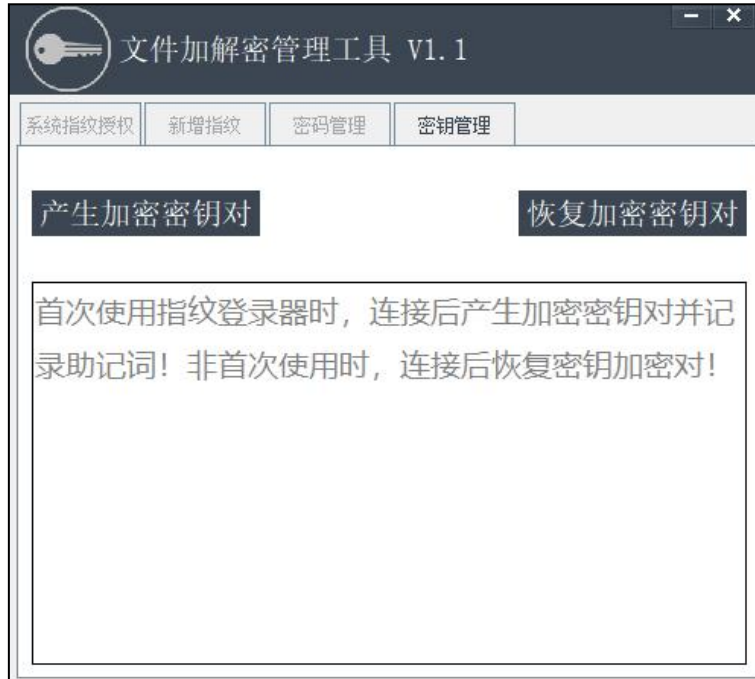 文件加解密管理工具 V1.1
系统指纹授权 新增指纹 密码管理 密钥管理
产生加密密钥对 恢复加密密钥对
首次使用指纹登录器时，连接后产生加密密钥对并记
录助记词！非首次使用时，连接后恢复密钥加密对！